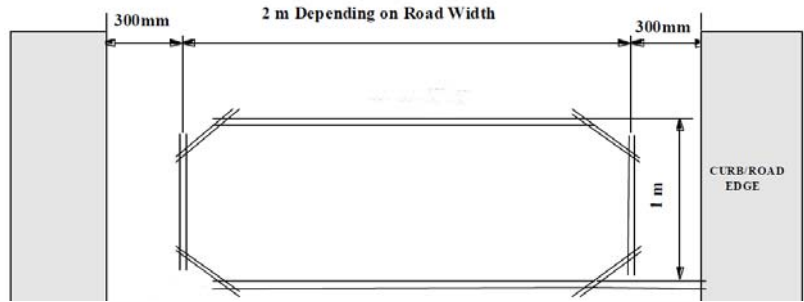 2 m Depending on Road Width
300mm
300mm
CURB/ROAD
EDGE
1 m